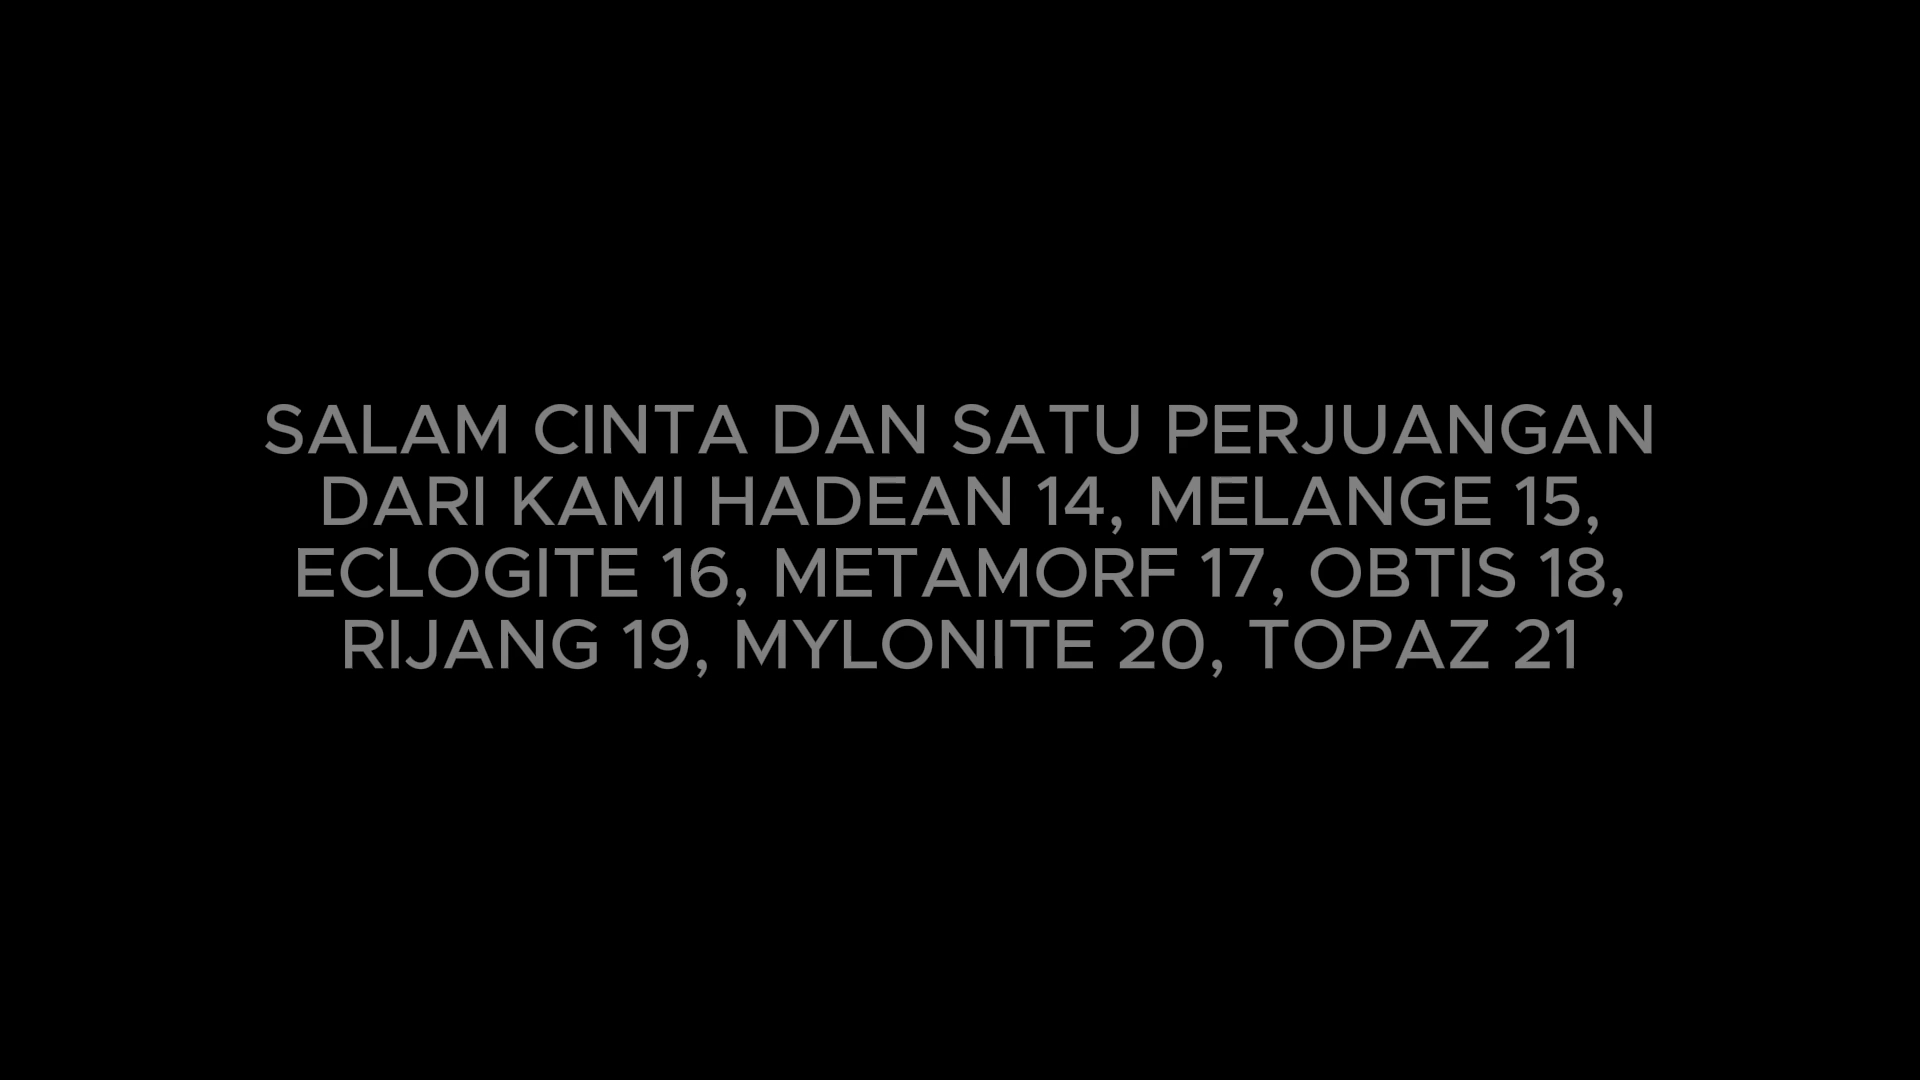 SALAM CINTA DAN SATU PERJUANGAN
DARI KAMI HADEAN 14, MELANGE 15,
ECLOGITE 16, METAMORF 17, OBTIS 18,
RIJANG 19, MYLONITE 20, TOPAZ 21